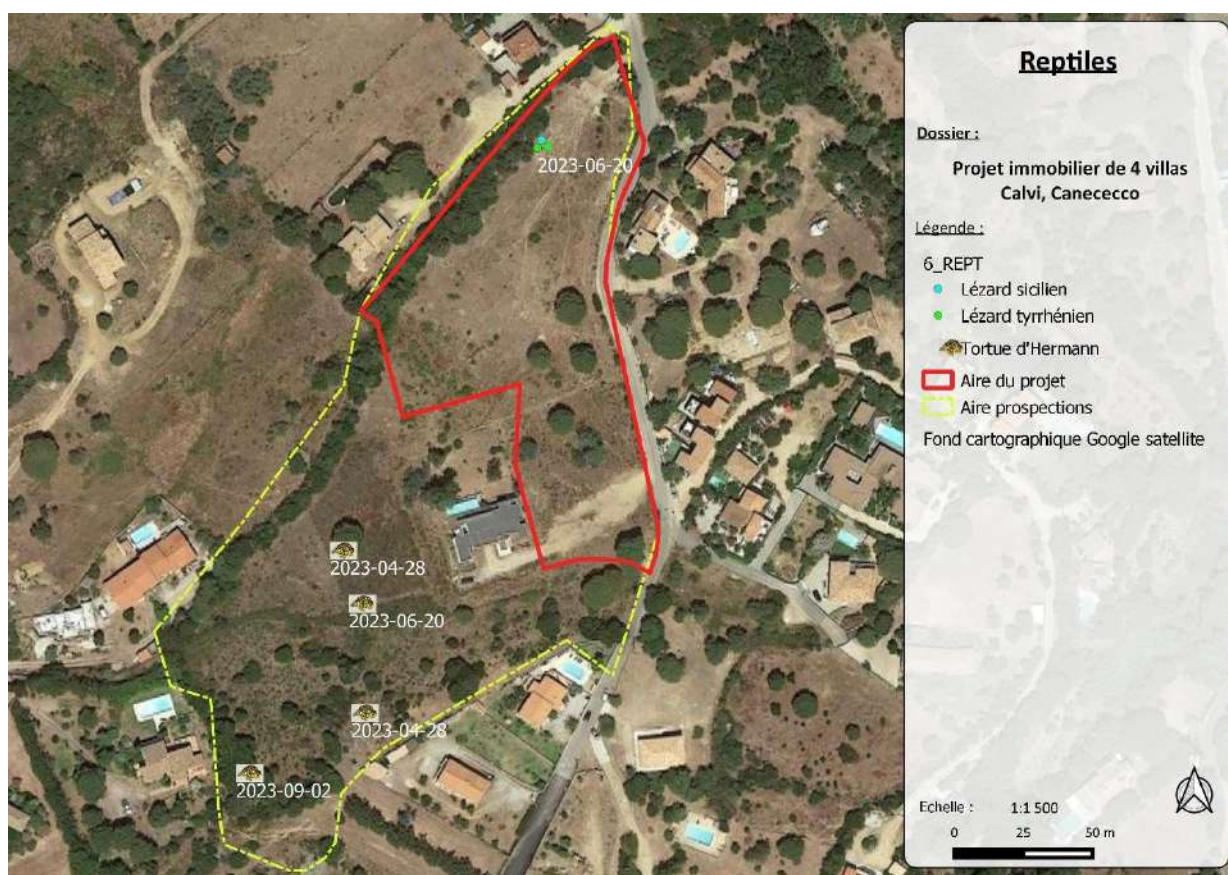 Reptiles
Dossier :
Projet immobilier de 4 villas
Calvi, Canececco
Légende :
6_REPT
Lézard sicilien
Lézard tyrrhénien
Tortue d'Hermann
Aire du projet
Aire prospections
Fond cartographique Google satellite
Echelle : 1:1 500
0 25 50 m
2023-06-20
2023-04-28
2023-06-20
2023-04-28
2023-09-02